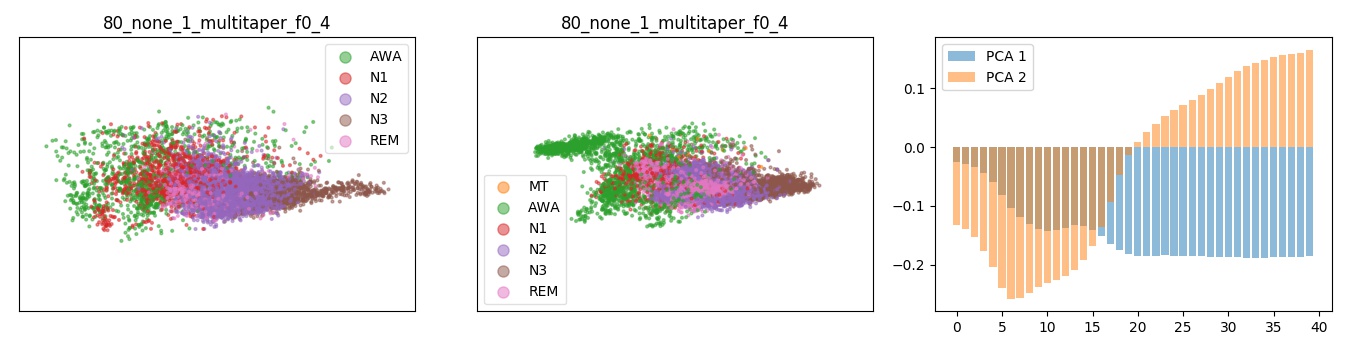 80_none_1_multitaper_f0_4
AWA
N1
N2
N3
REM
80_none_1_multitaper_f0_4
MT
AWA
N1
N2
N3
REM
PCA 1
PCA 2
0.1
0.0
−0.1
−0.2
0 5 10 15 20 25 30 35 40